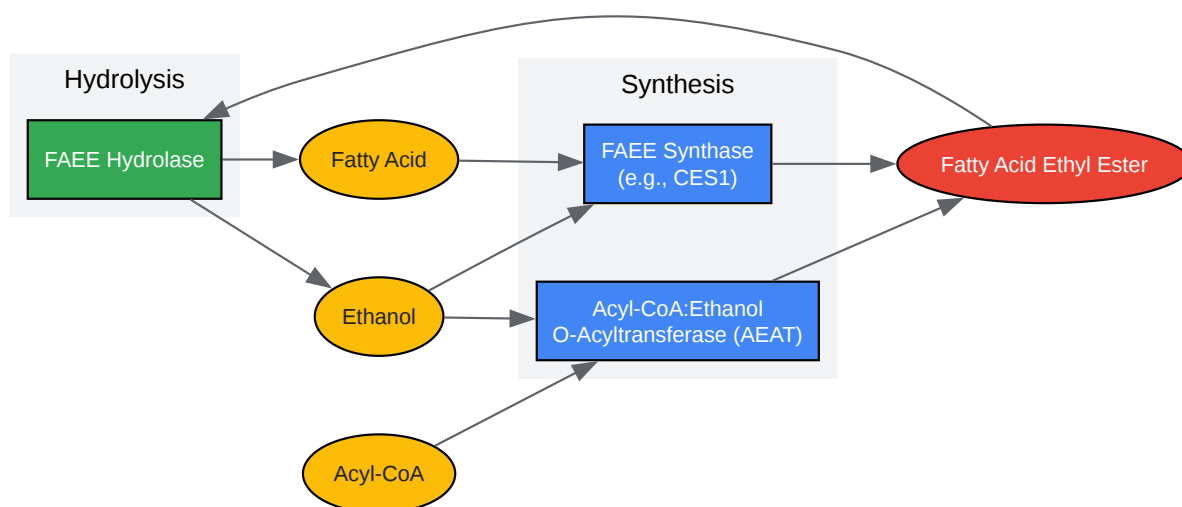 Hydrolysis
Synthesis
FAEE Hydrolase
Fatty Acid
FAEE Synthase
(e.g., CES1)
Fatty Acid Ethyl Ester
Ethanol
Acyl-CoA:Ethanol
O-Acyltransferase (AEAT)
Acyl-CoA